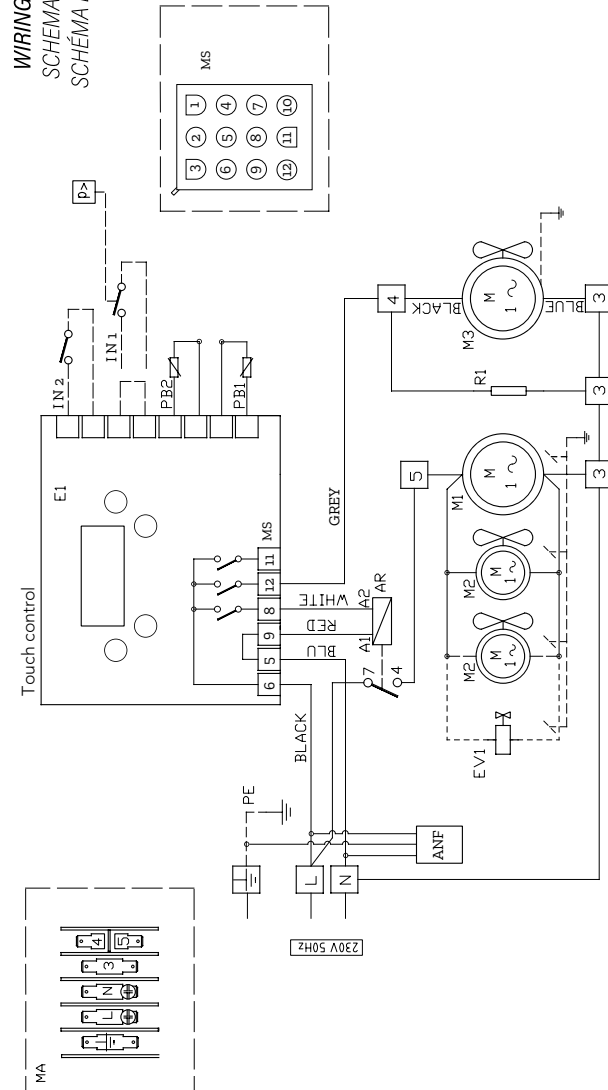 WIRING
SCHEMA
SCHÉMA
MS
1 4 7 10
2 5 8 11
3 6 9 12
p>
IN2
IN1
PB2
PB1
Touch control
E1
MS
6 5 9 8 12 11
BLACK
BLU
RED
WHITE
GREY
A1 A2
AR
7
4
PE
L
N
ANF
230V 50Hz
5
4
BLACK
BLUE
M
1~
M3
R1
M
1~
M1
M
1~
M2
M
1~
M2
EV1
3
3
3
MA
L
N
3
4
5